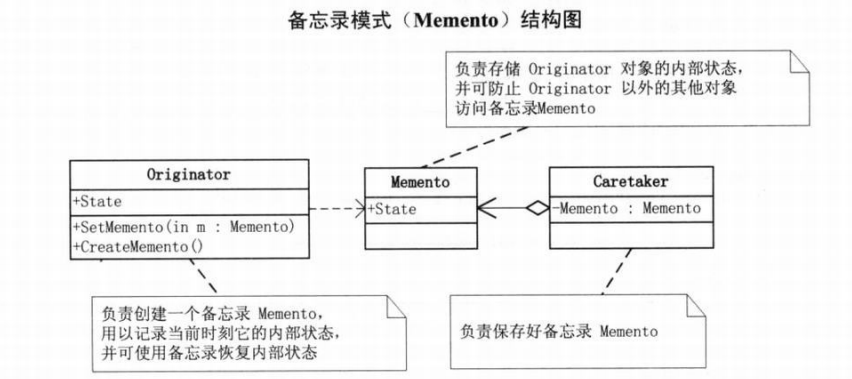 备忘录模式（Memento）结构图
负责存储 Originator 对象的内部状态，
并可防止 Originator 以外的其他对象
访问备忘录Memento
Originator
+State
+SetMemento(in m : Memento)
+CreateMemento()
Memento
+State
Caretaker
-Memento : Memento
负责创建一个备忘录 Memento，
用以记录当前时刻它的内部状态，
并可使用备忘录恢复内部状态
负责保存好备忘录 Memento